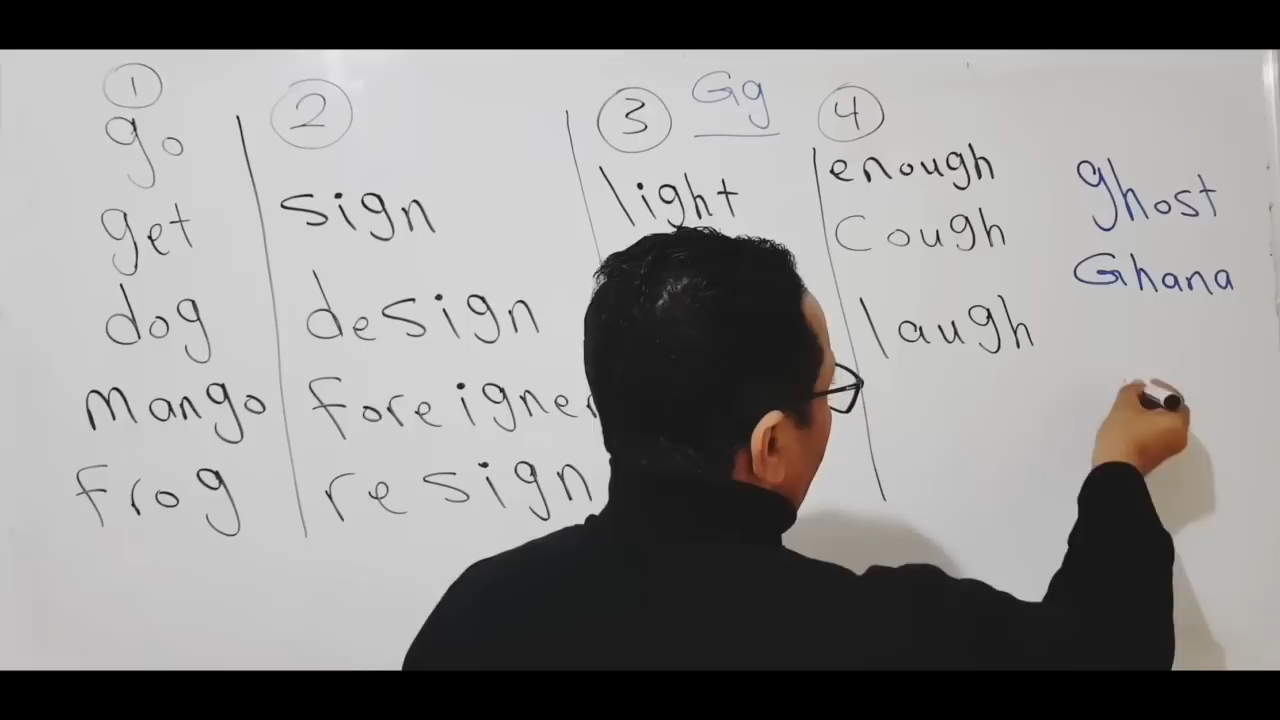 1
go
get
dog
mango
frog
2
sign
design
foreigner
resign
3
Gg
light
4
enough
cough
laugh
ghost
Ghana